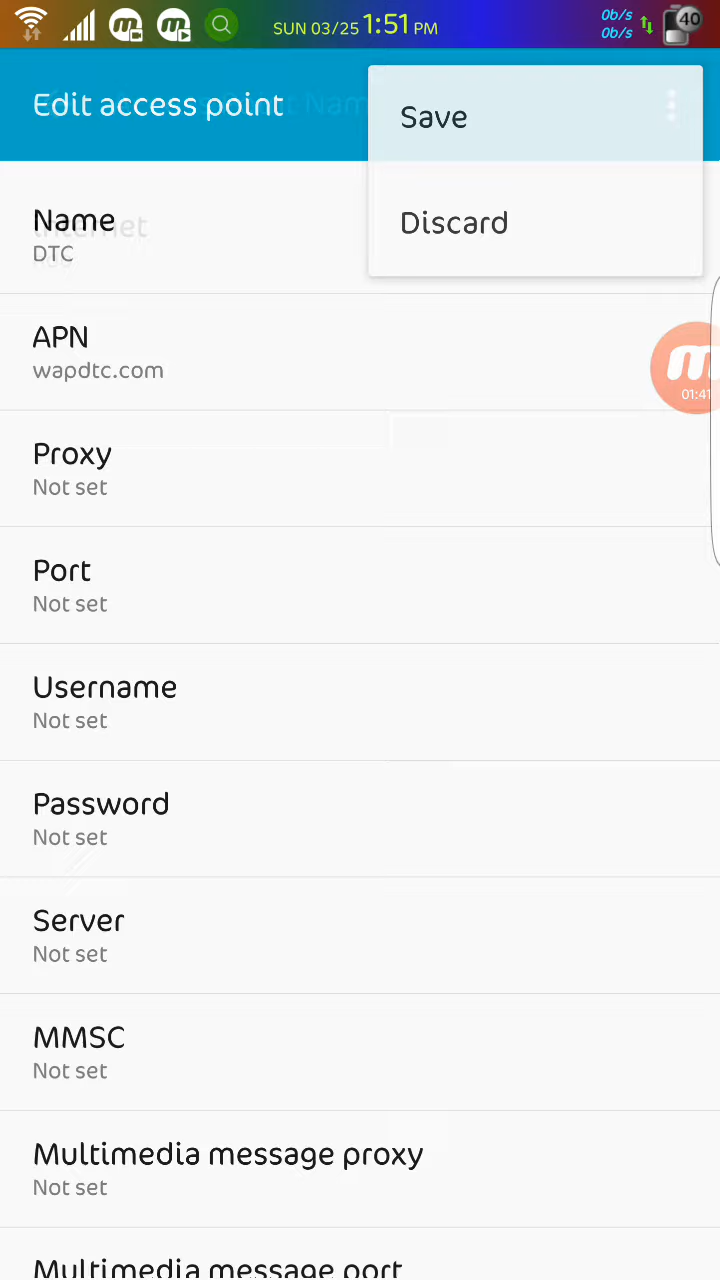 SUN 03/25 1:51 PM
0b/s
0b/s
40
Edit access point
Save
Discard
Name
Internet
DTC
APN
wapdtc.com
01:41
Proxy
Not set
Port
Not set
Username
Not set
Password
Not set
Server
Not set
MMSC
Not set
Multimedia message proxy
Not set
Multimedia message port